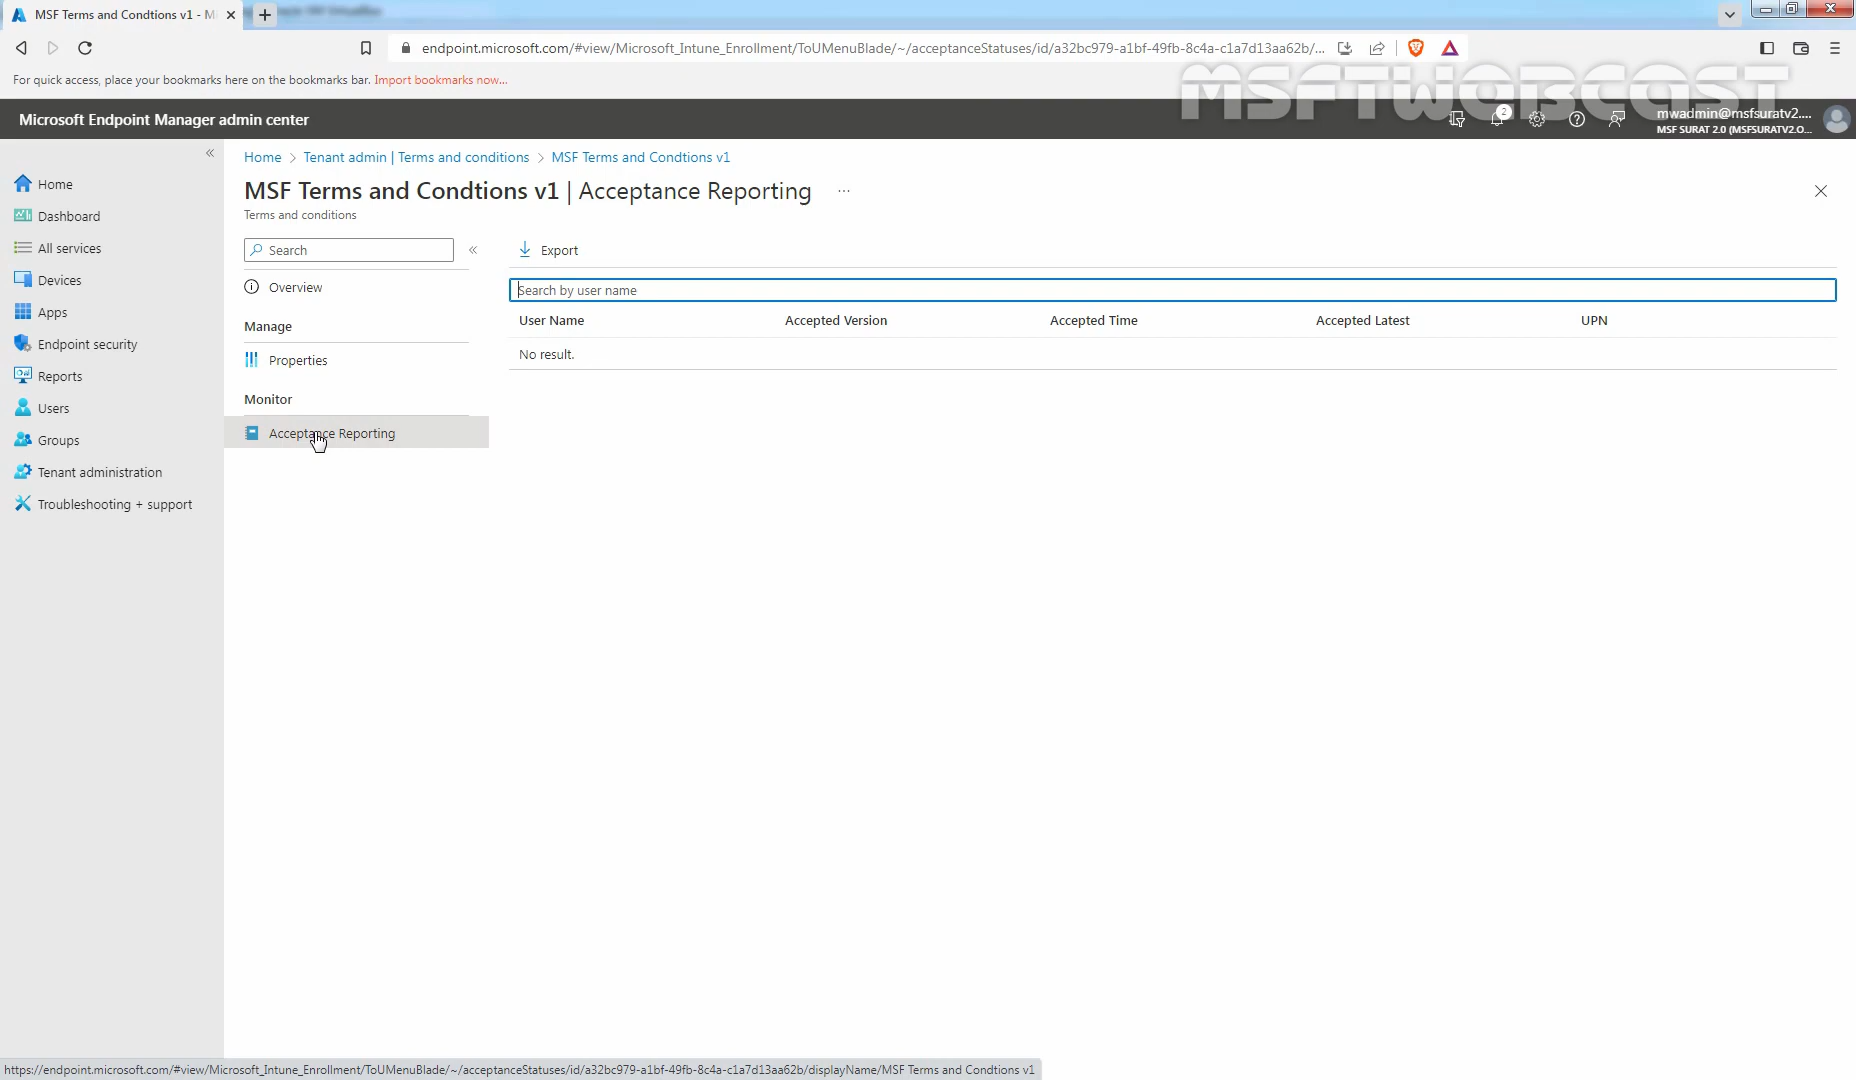 MSF Terms and Condtions v1 - M
endpoint.microsoft.com/#view/Microsoft_Intune_Enrollment/ToUMenuBlade/~/acceptanceStatuses/id/a32bc979-a1bf-49fb-8c4a-c1a7d13aa62b/...
For quick access, place your bookmarks here on the bookmarks bar. Import bookmarks now...
MSFTWEBCAST
Microsoft Endpoint Manager admin center
2
mwadmin@msfsuratv2....
MSF SURAT 2.0 (MSFSURATV2.O...
Home
Dashboard
All services
Devices
Apps
Endpoint security
Reports
Users
Groups
Tenant administration
Troubleshooting + support
Home > Tenant admin | Terms and conditions > MSF Terms and Condtions v1
MSF Terms and Condtions v1 | Acceptance Reporting ...
Terms and conditions
Search
Overview
Manage
Properties
Monitor
Acceptance Reporting
Export
Search by user name
User Name Accepted Version Accepted Time Accepted Latest UPN
No result.
https://endpoint.microsoft.com/#view/Microsoft_Intune_Enrollment/ToUMenuBlade/~/acceptanceStatuses/id/a32bc979-a1bf-49fb-8c4a-c1a7d13aa62b/displayName/MSF Terms and Condtions v1